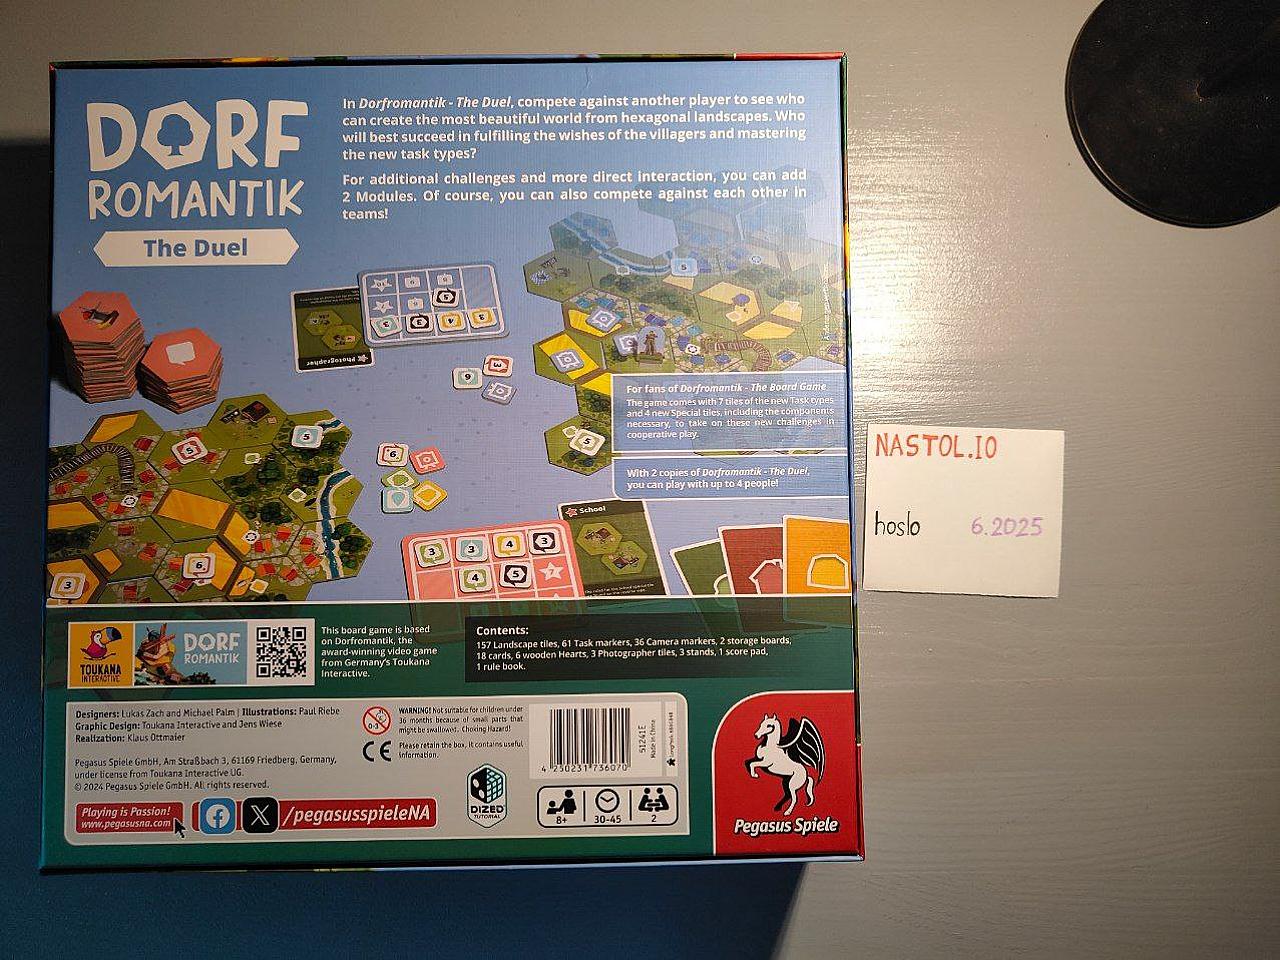 DORF
ROMANTIK
The Duel
In Dorfromantik - The Duel, compete against another player to see who
can create the most beautiful world from hexagonal landscapes. Who
will best succeed in fulfilling the wishes of the villagers and mastering
the new task types?
For additional challenges and more direct interaction, you can add
2 Modules. Of course, you can also compete against each other in
teams!
Photographer
For fans of Dorfromantik - The Board Game
The game comes with 7 tiles of the new Task types
and 4 new Special tiles, including the components
necessary, to take on these new challenges in
cooperative play.
With 2 copies of Dorfromantik - The Duel,
you can play with up to 4 people!
School
NASTOL.IO
hoslo 6.2025
TOUKANA
INTERACTIVE
DORF
ROMANTIK
This board game is based
on Dorfromantik, the
award-winning video game
from Germany's Toukana
Interactive.
Contents:
157 Landscape tiles, 61 Task markers, 36 Camera markers, 2 storage boards,
18 cards, 6 wooden Hearts, 3 Photographer tiles, 3 stands, 1 score pad,
1 rule book.
Designers: Lukas Zach and Michael Palm | Illustrations: Paul Riebe
Graphic Design: Toukana Interactive and Jens Wiese
Realization: Klaus Ottmaier
Pegasus Spiele GmbH, Am Straßbach 3, 61169 Friedberg, Germany,
under license from Toukana Interactive UG.
© 2024 Pegasus Spiele GmbH. All rights reserved.
Playing is Passion!
www.pegasusna.com
/pegasusspieleNA
0-3
WARNING! Not suitable for children under
36 months because of small parts that
might be swallowed. Choking Hazard!
CE
Please retain the box, it contains useful
information.
DIZED
TUTORIAL
4 250231 736070
51241E
Made in China
8+ 30-45 2
Pegasus Spiele